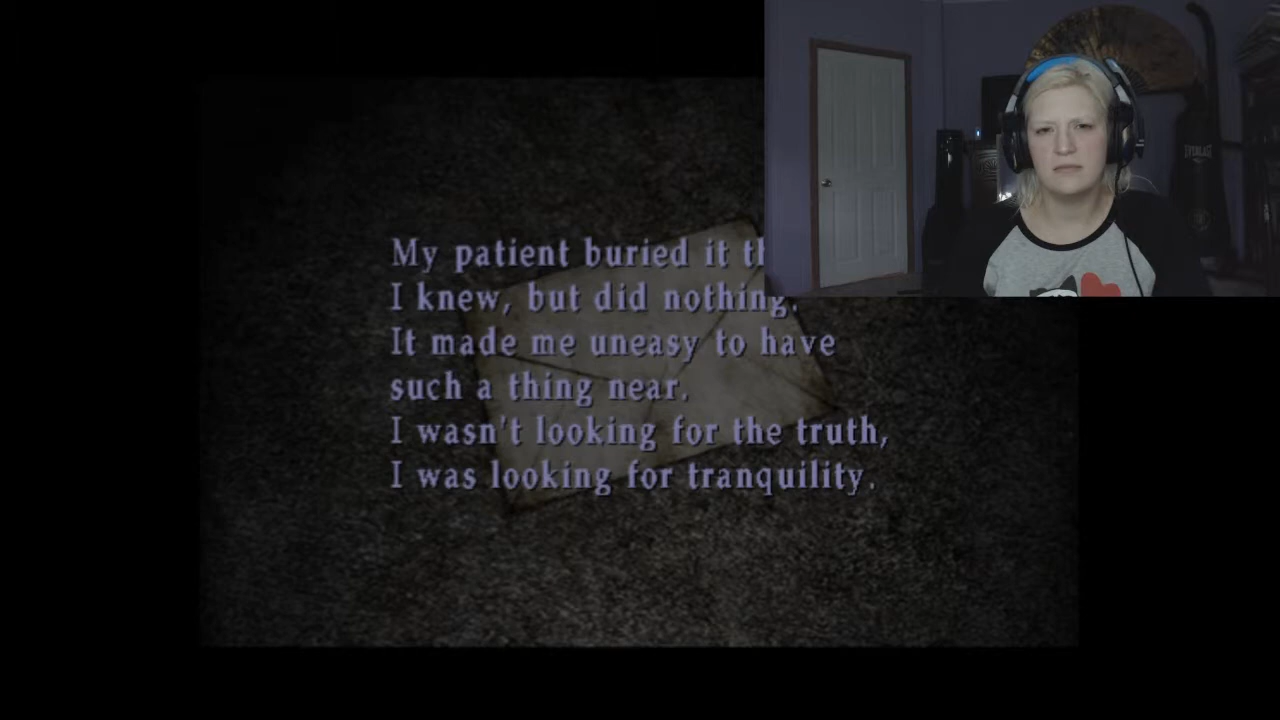 My patient buried it
I knew, but did nothing.
It made me uneasy to have
such a thing near.
I wasn't looking for the truth,
I was looking for tranquility.
EVERLAST